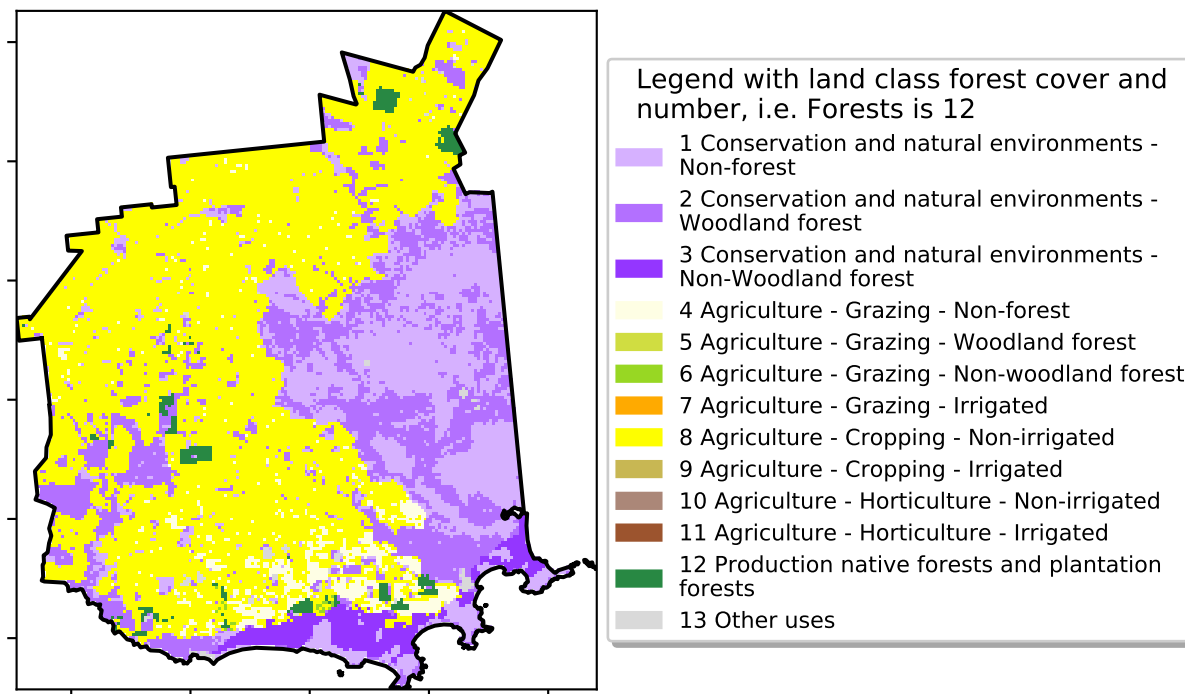 Legend with land class forest cover and
number, i.e. Forests is 12
1 Conservation and natural environments -
Non-forest
2 Conservation and natural environments -
Woodland forest
3 Conservation and natural environments -
Non-Woodland forest
4 Agriculture - Grazing - Non-forest
5 Agriculture - Grazing - Woodland forest
6 Agriculture - Grazing - Non-woodland forest
7 Agriculture - Grazing - Irrigated
8 Agriculture - Cropping - Non-irrigated
9 Agriculture - Cropping - Irrigated
10 Agriculture - Horticulture - Non-irrigated
11 Agriculture - Horticulture - Irrigated
12 Production native forests and plantation
forests
13 Other uses